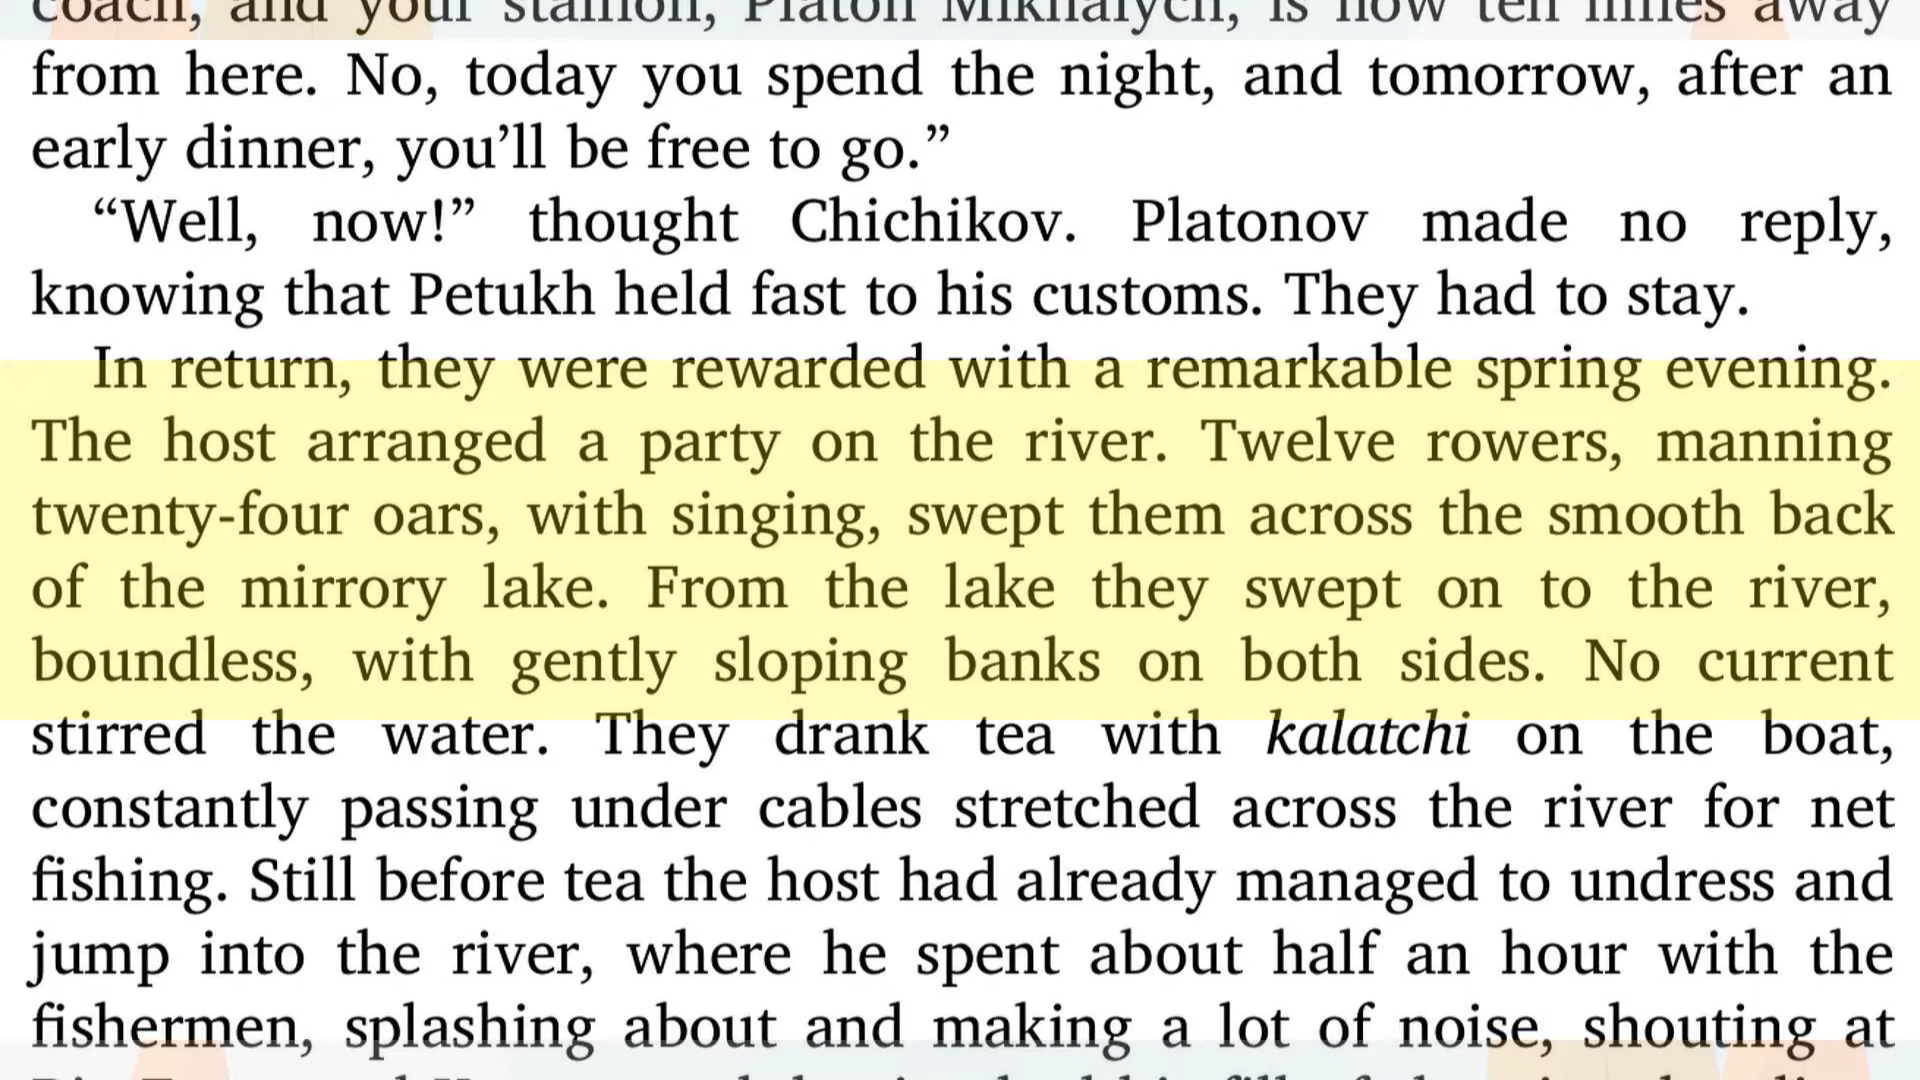 coach, and your stallion, Platon Mikhalych, is now ten miles away
from here. No, today you spend the night, and tomorrow, after an
early dinner, you’ll be free to go.”
“Well, now!” thought Chichikov. Platonov made no reply,
knowing that Petukh held fast to his customs. They had to stay.
In return, they were rewarded with a remarkable spring evening.
The host arranged a party on the river. Twelve rowers, manning
twenty-four oars, with singing, swept them across the smooth back
of the mirrory lake. From the lake they swept on to the river,
boundless, with gently sloping banks on both sides. No current
stirred the water. They drank tea with kalatchi on the boat,
constantly passing under cables stretched across the river for net
fishing. Still before tea the host had already managed to undress and
jump into the river, where he spent about half an hour with the
fishermen, splashing about and making a lot of noise, shouting at